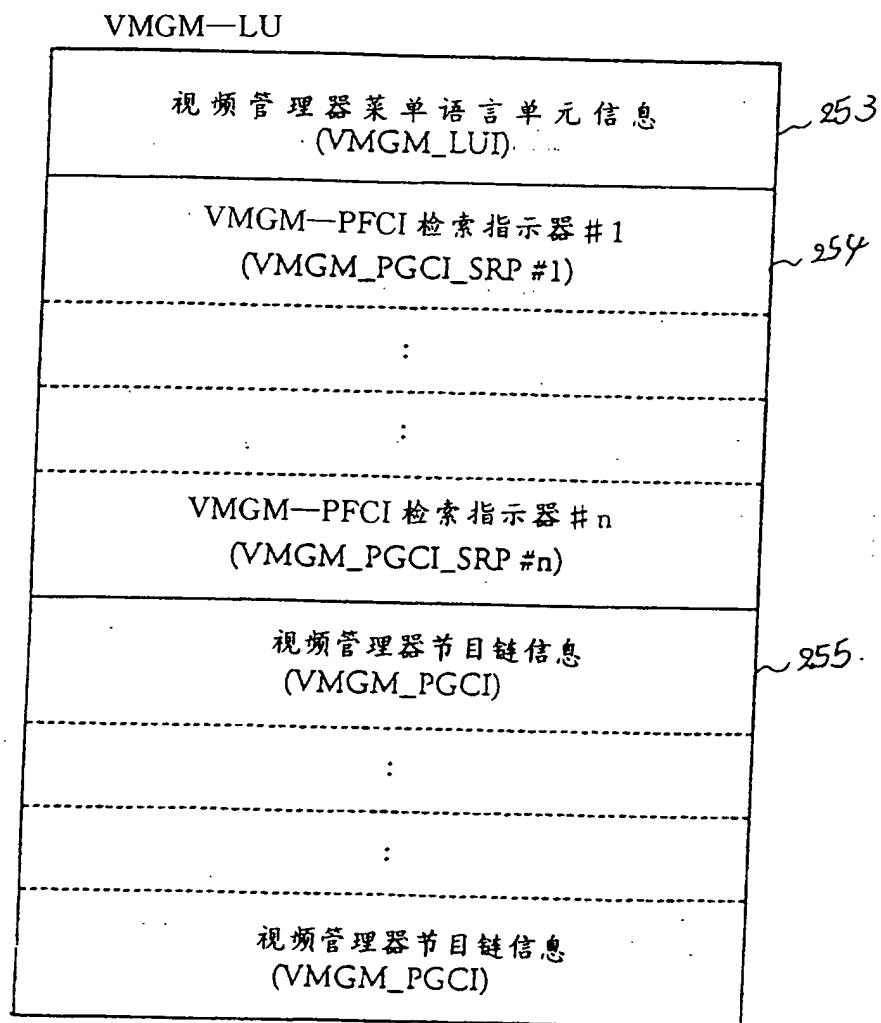 VMGM—LU
视频管理器菜单语言单元信息
(VMGM_LUI)
253
VMGM—PFCI 检索指示器 #1
(VMGM_PGCI_SRP #1)
254
:
:
VMGM—PFCI 检索指示器 #n
(VMGM_PGCI_SRP #n)
视频管理器节目链信息
(VMGM_PGCI)
255
:
:
视频管理器节目链信息
(VMGM_PGCI)